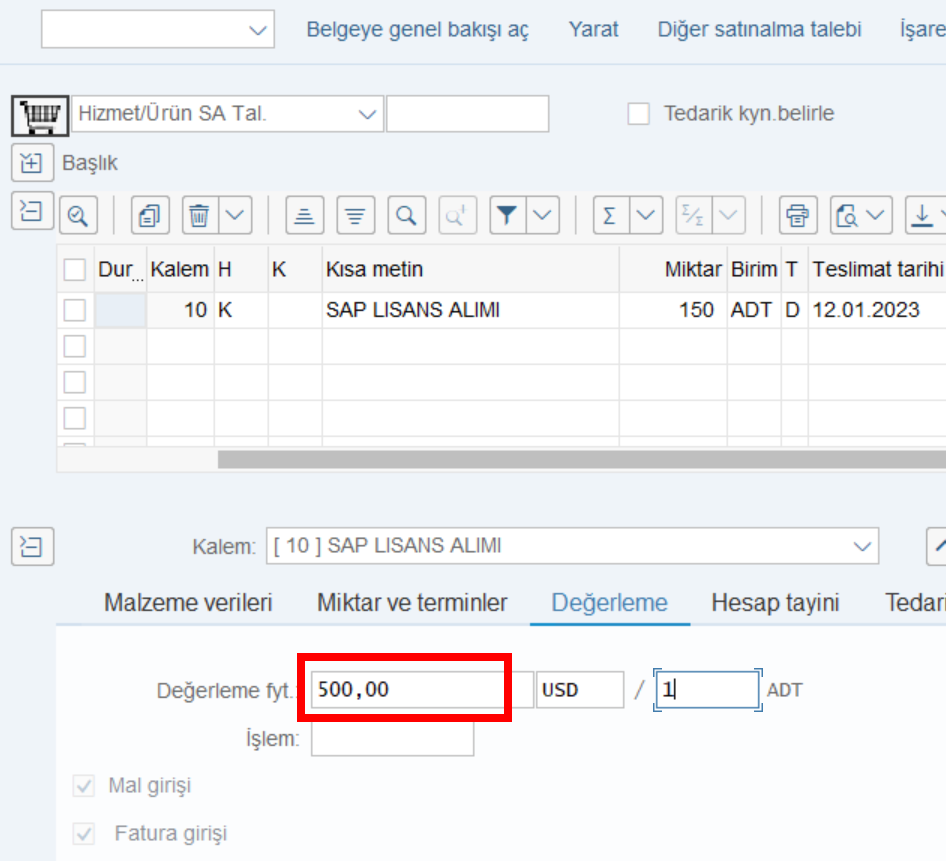 Belgeye genel bakışı aç Yarat Diğer satınalma talebi İşare
Hizmet/Ürün SA Tal. Tedarik kyn.belirle
Başlık
Dur... Kalem H K Kısa metin Miktar Birim T Teslimat tarihi
10 K SAP LISANS ALIMI 150 ADT D 12.01.2023
Kalem: [ 10 ] SAP LISANS ALIMI
Malzeme verileri Miktar ve terminler Değerleme Hesap tayini Tedari
Değerleme fyt.: 500,00 USD / 1 ADT
İşlem:
Mal girişi
Fatura girişi